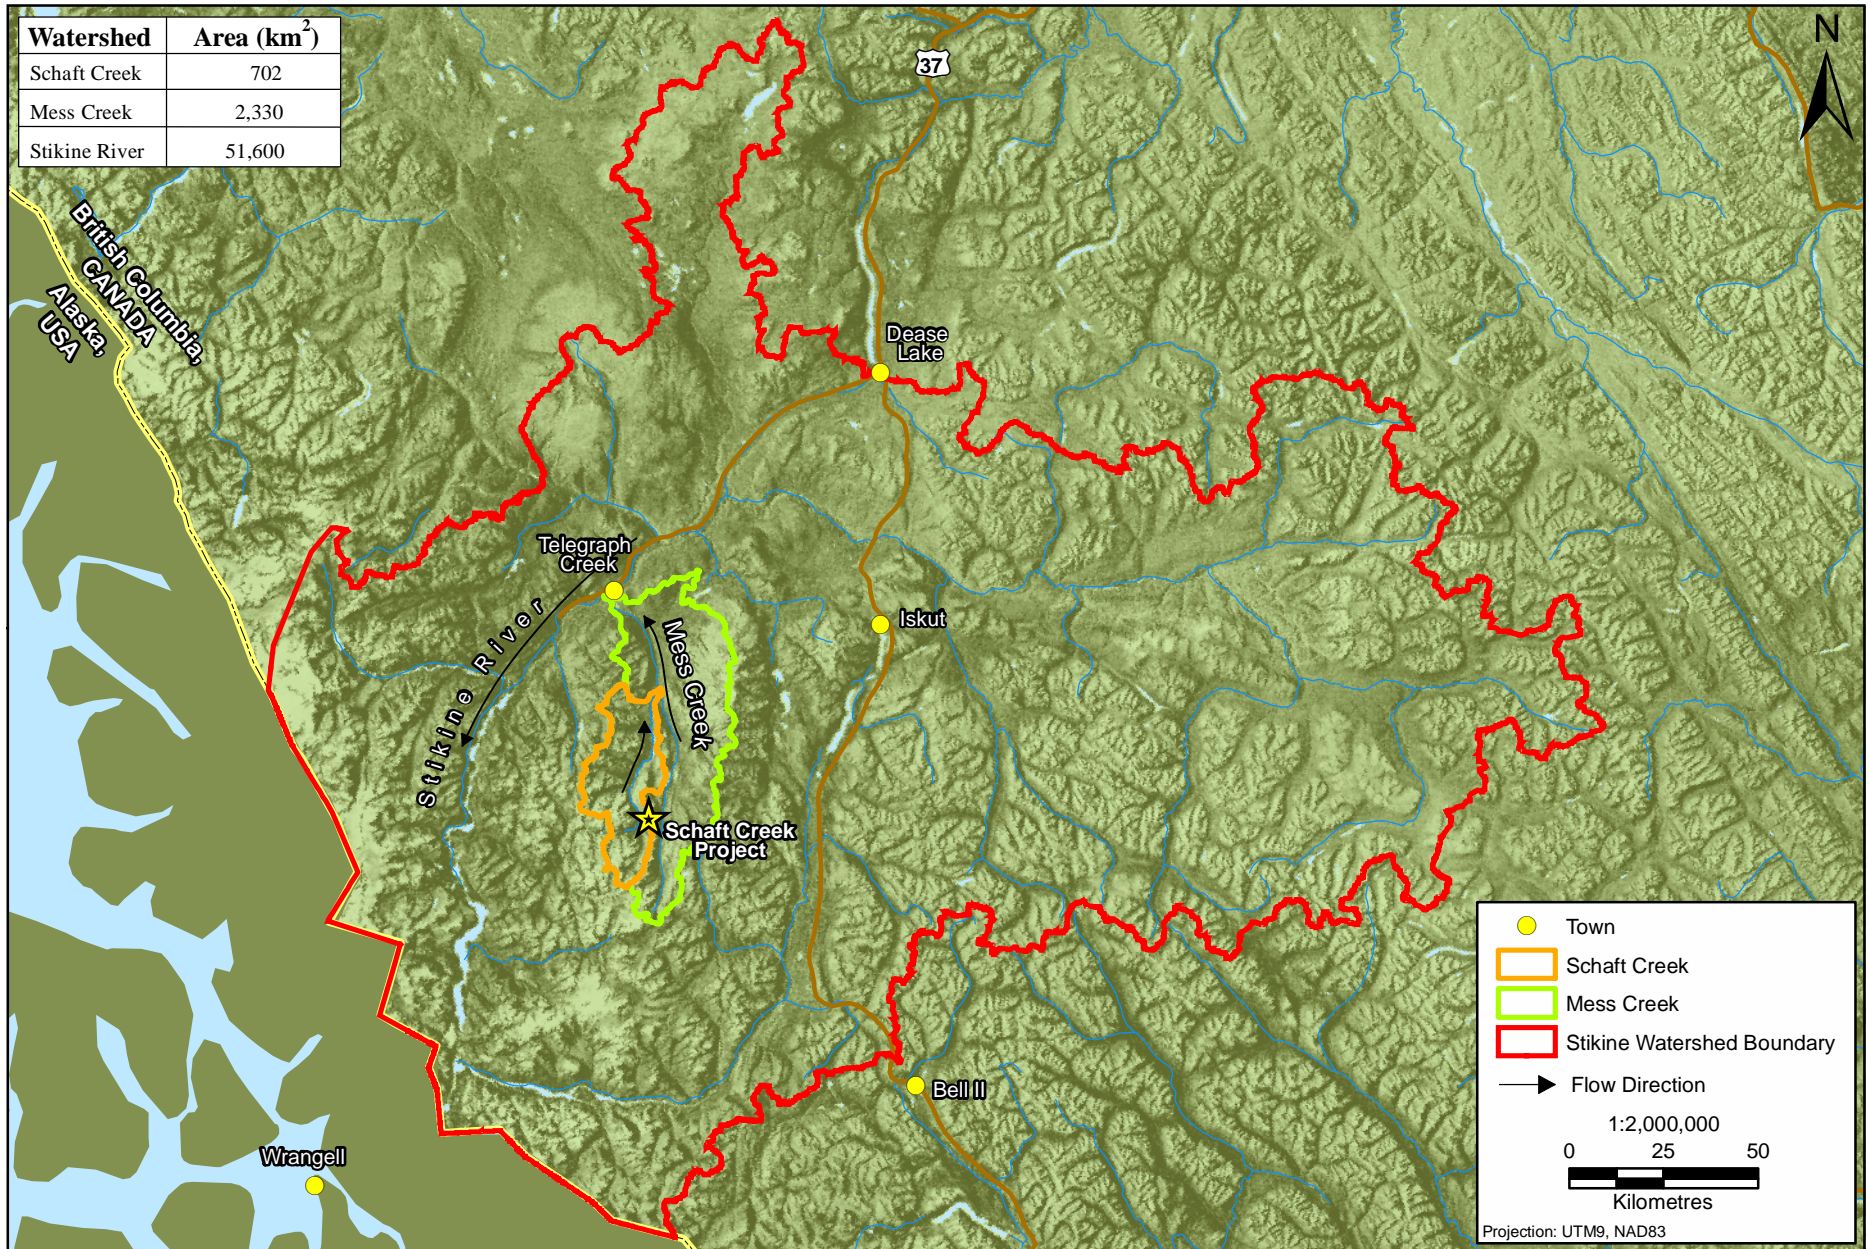 Watershed Area (km²)
Schaft Creek 702
Mess Creek 2,330
Stikine River 51,600
37
N
British Columbia,
CANADA
Alaska,
USA
Dease
Lake
Telegraph
Creek
Iskut
Stikine River
Mess Creek
Schaft Creek
Project
Bell II
Wrangell
Town
Schaft Creek
Mess Creek
Stikine Watershed Boundary
Flow Direction
1:2,000,000
0 25 50
Kilometres
Projection: UTM9, NAD83